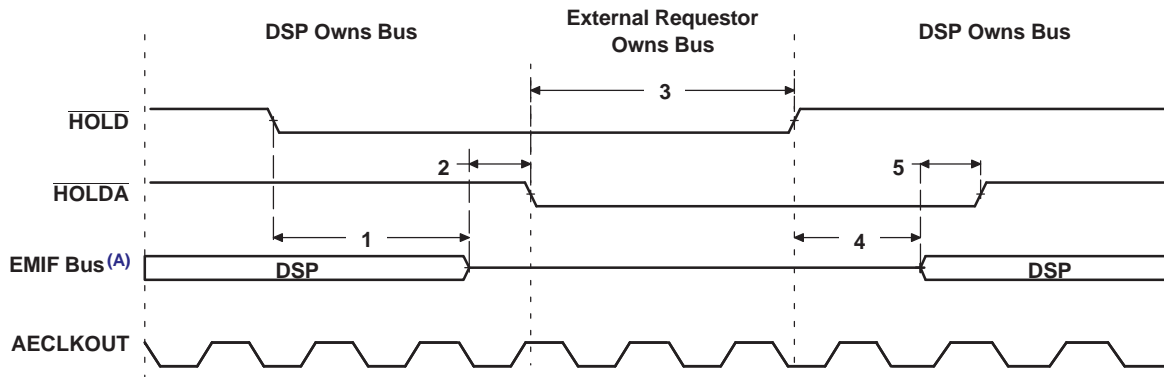 DSP Owns Bus
External Requestor
Owns Bus
DSP Owns Bus
3
HOLD
2
5
HOLDA
1
4
EMIF Bus(A)
DSP
DSP
AECLKOUT